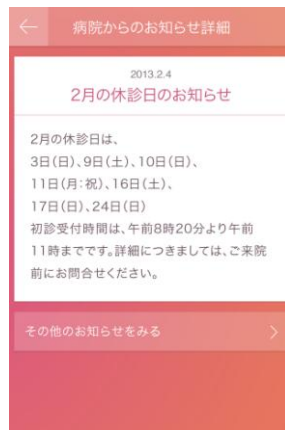 病院からのお知らせ詳細
2013.2.4
2月の休診日のお知らせ
2月の休診日は、
3日(日)、9日(土)、10日(日)、
11日(月:祝)、16日(土)、
17日(日)、24日(日)
初診受付時間は、午前8時20分より午前
11時までです。詳細につきましては、ご来院
前にお問合せください。
その他のお知らせをみる